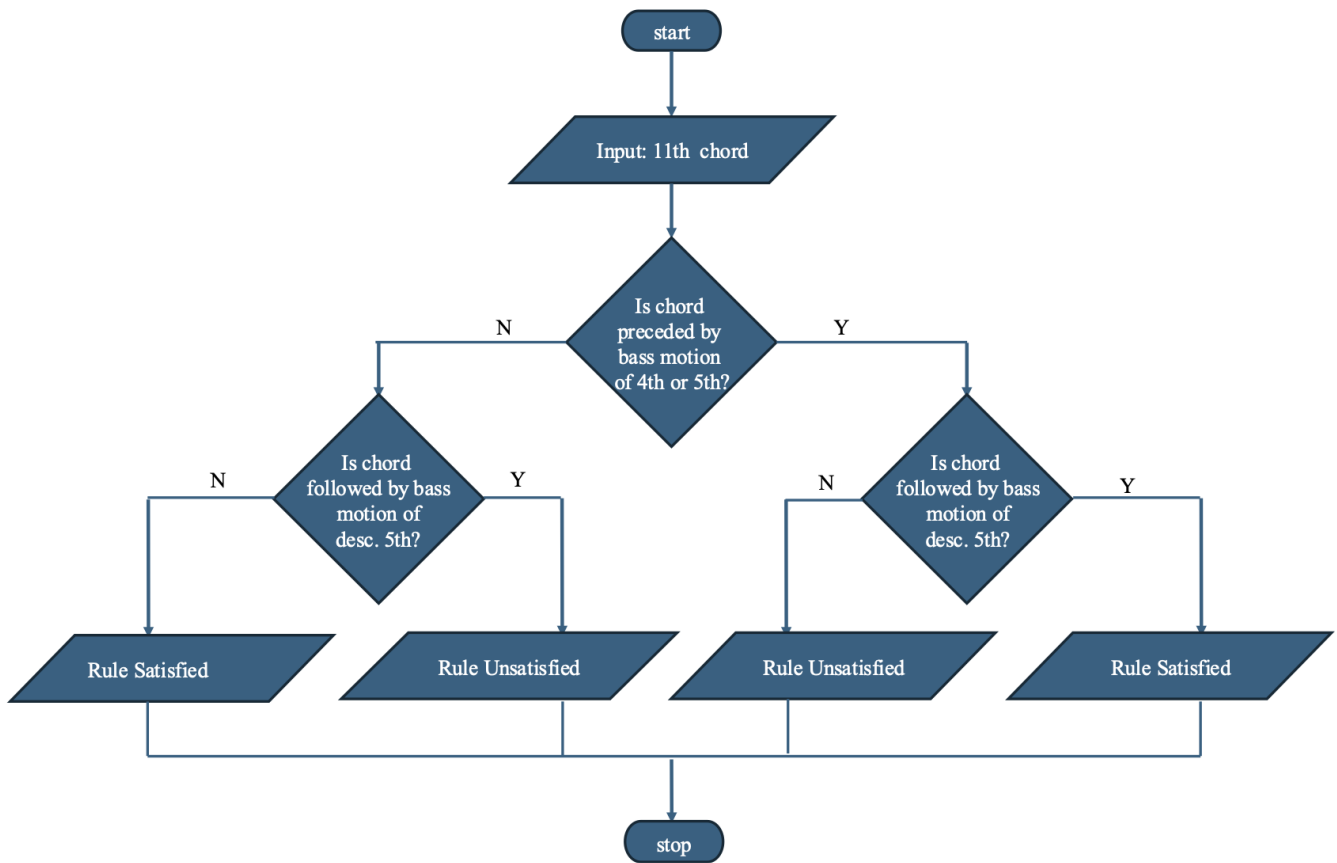 start
Input: 11th chord
Is chord
preceded by
bass motion
of 4th or 5th?
N
Y
Is chord
followed by bass
motion of
desc. 5th?
N
Y
Is chord
followed by bass
motion of
desc. 5th?
N
Y
Rule Satisfied
Rule Unsatisfied
Rule Unsatisfied
Rule Satisfied
stop